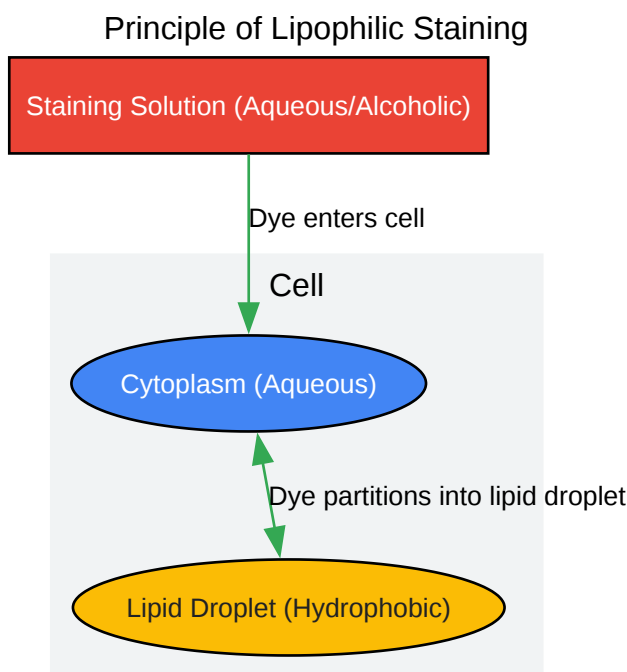 Principle of Lipophilic Staining
Staining Solution (Aqueous/Alcoholic)
Dye enters cell
Cell
Cytoplasm (Aqueous)
Dye partitions into lipid droplet
Lipid Droplet (Hydrophobic)